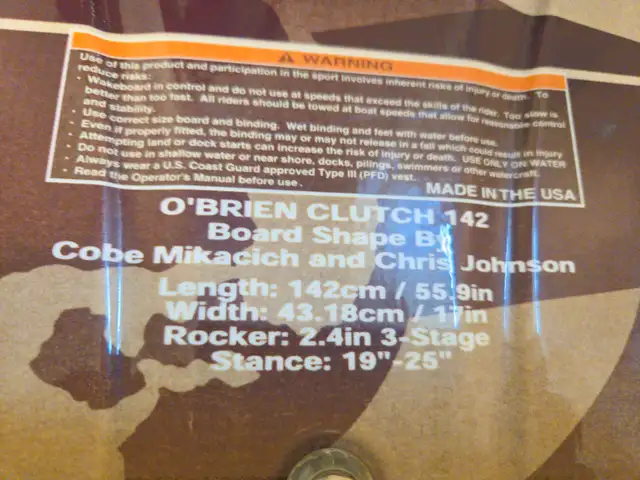 WARNING
Use of this product and participation in the sport involves inherent risks of injury or death. To
reduce risks:
· Wakeboard in control and do not use at speeds that exceed the skills of the rider. Too slow is
better than too fast. All riders should be towed at boat speeds that allow for reasonable control
and stability.
· Use correct size board and binding. Wet binding and feet with water before use.
· Even if properly fitted, the binding may or may not release in a fall which could result in injury
· Attempting land or dock starts can increase the risk of injury or death. USE ONLY ON WATER
· Do not use in shallow water or near shore, docks, pilings, swimmers or other watercraft.
· Always wear a U.S. Coast Guard approved Type III (PFD) vest.
· Read the Operator's Manual before use.
MADE IN THE USA
O'BRIEN CLUTCH 142
Board Shape By
Cobe Mikacich and Chris Johnson
Length: 142cm / 55.9in
Width: 43.18cm / 17in
Rocker: 2.4in 3-Stage
Stance: 19"-25"